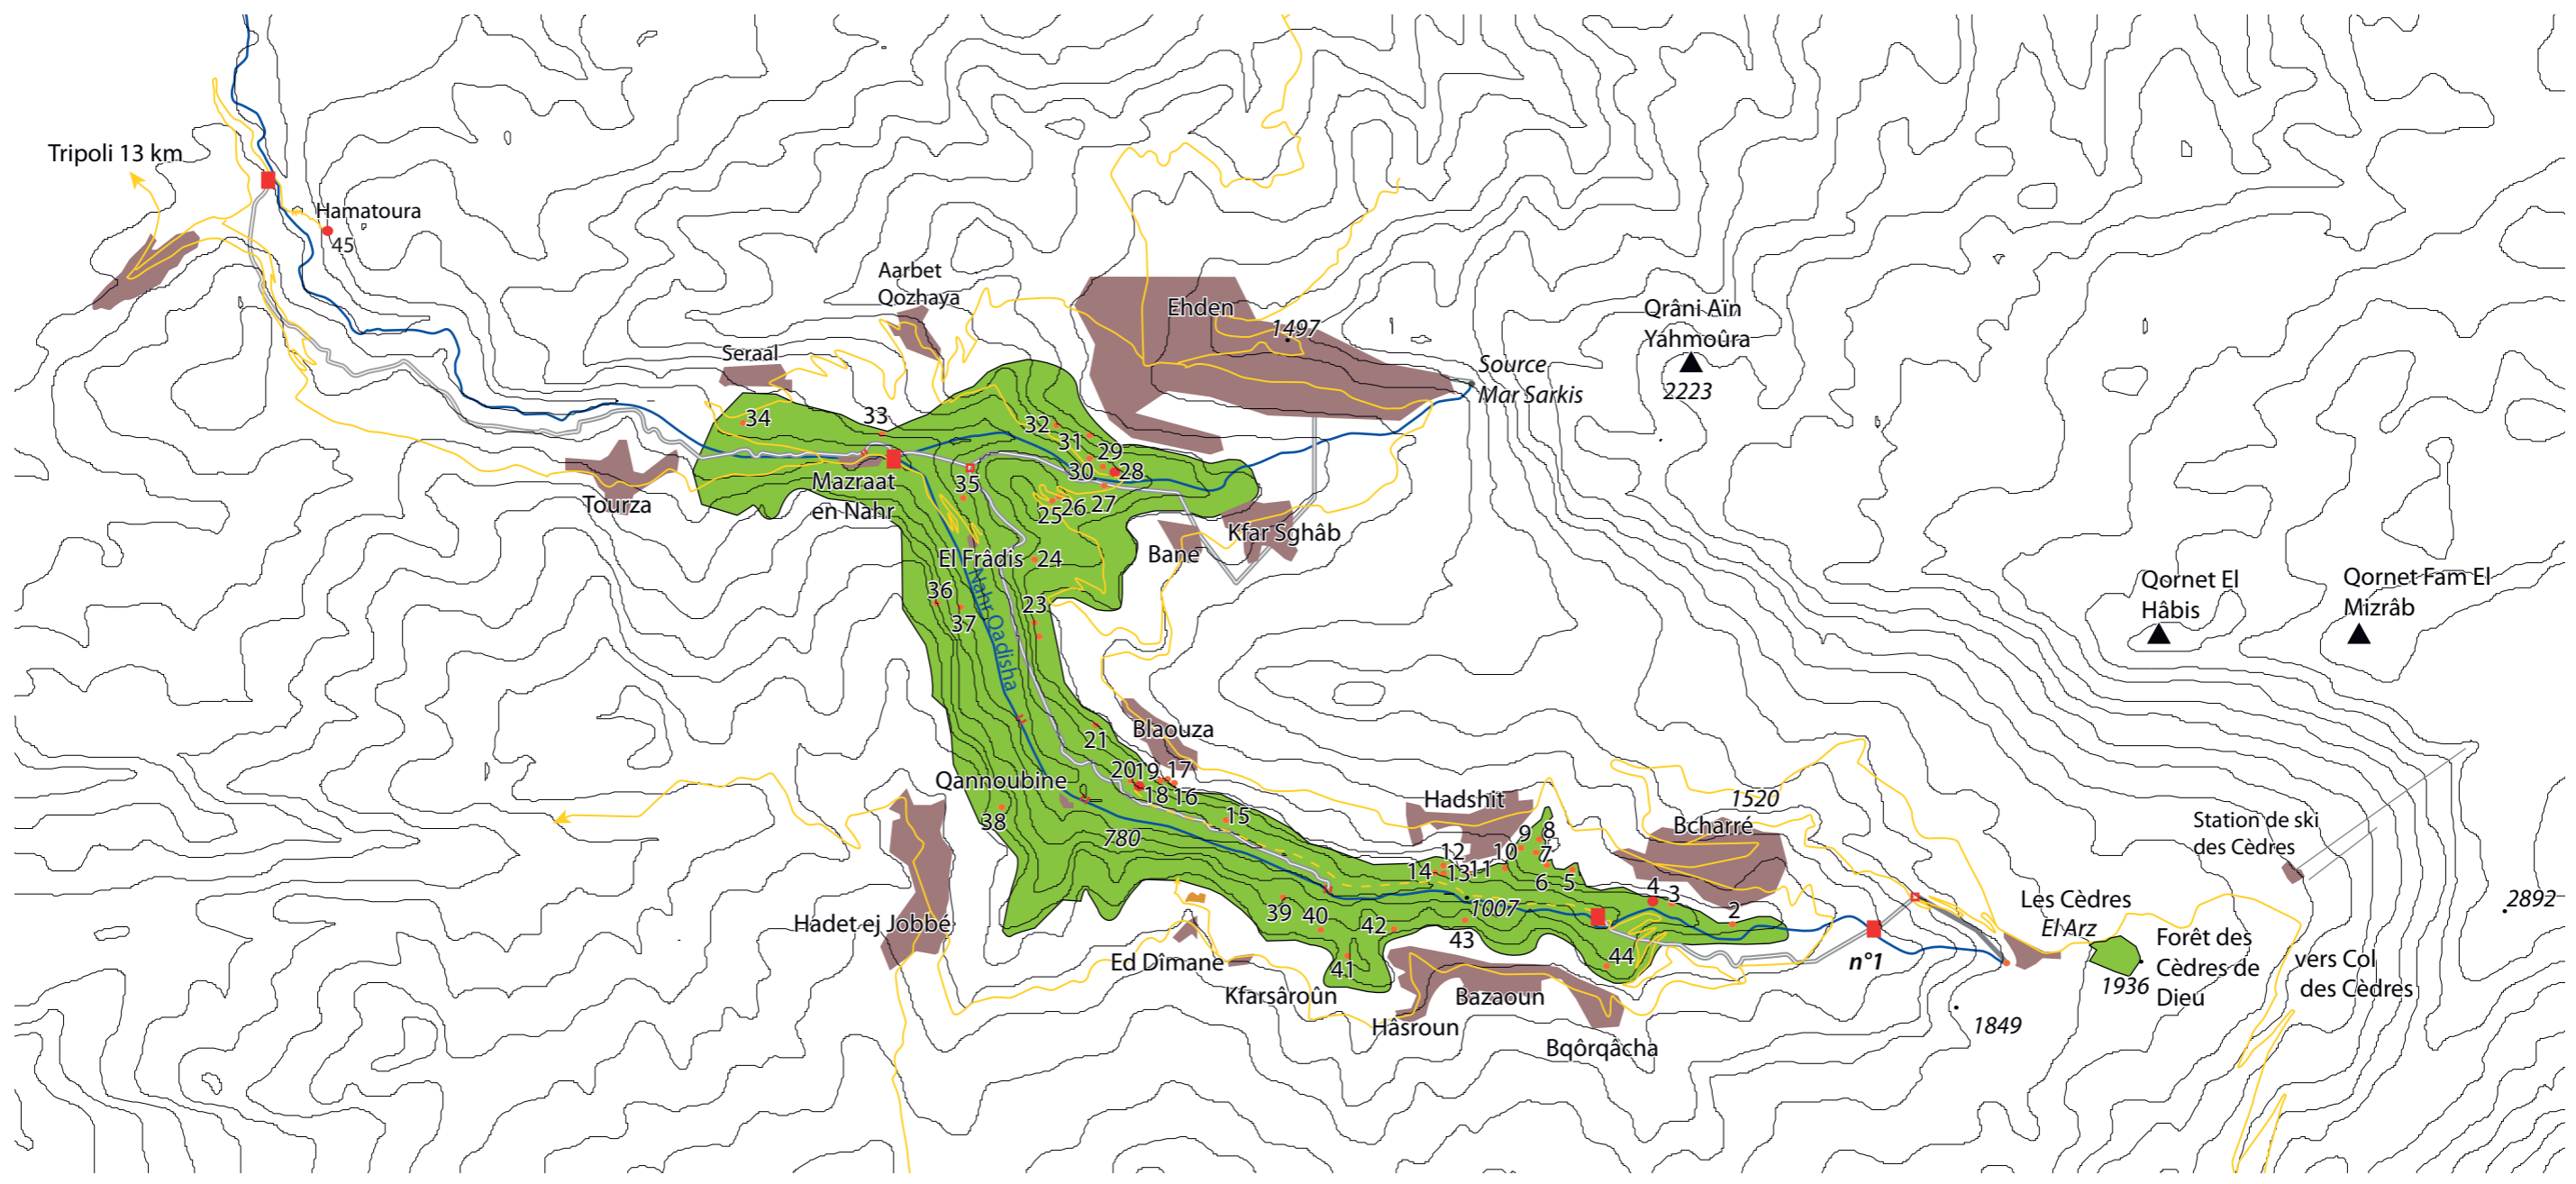 Tripoli 13 km
Hamatoura
45
Aarbet
Qozhaya
Ehden
1497
Qrâni Aïn
Yahmoûra
2223
Seraal
Source
Mar Sarkis
34
33
32
31
29
30
28
35
Mazraat
en Nahr
Tourza
25
26
27
Kfar Sghâb
Bane
El Frâdis
24
Nahr Qadisha
36
37
23
Qornet El
Hâbis
Qornet Fam El
Mizrâb
21
Blaouza
20
19
17
18
16
Qannoubine
38
780
15
Hadshit
1520
Bcharré
Station de ski
des Cèdres
9
8
12
10
7
14
13
11
6
5
4
3
2
1007
39
40
42
43
41
44
Hadet ej Jobbé
Ed Dîmane
Kfarsâroûn
Hâsroun
Bazaoun
Bqôrqâcha
n°1
Les Cèdres
El Arz
1936
Forêt des
Cèdres de
Dieu
vers Col
des Cèdres
2892
1849